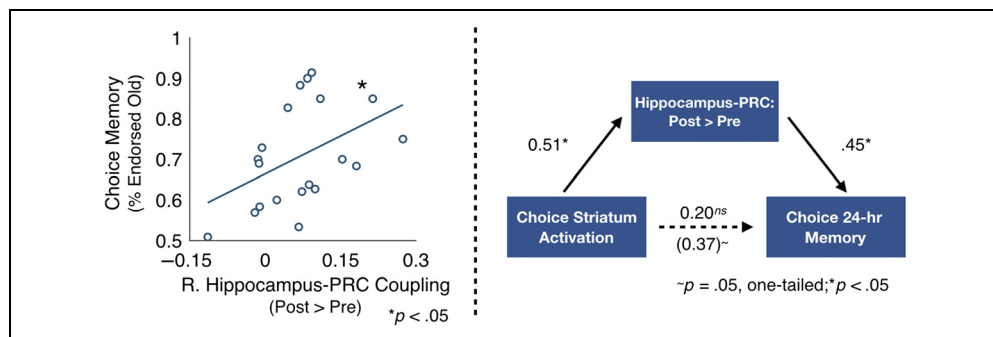 Choice Memory
(% Endorsed Old)
1
0.9
0.8
0.7
0.6
0.5
*
−0.15
0
0.15
0.3
R. Hippocampus-PRC Coupling
(Post > Pre)
*p < .05
Hippocampus-PRC:
Post > Pre
0.51*
.45*
Choice Striatum
Activation
0.20ns
(0.37)~
Choice 24-hr
Memory
~p = .05, one-tailed;*p < .05